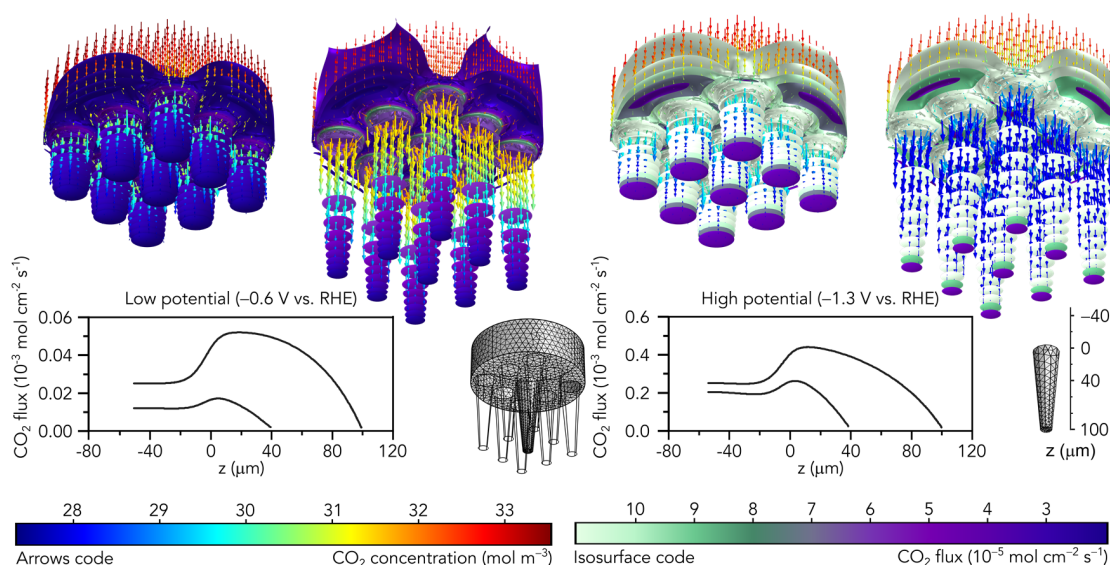 Low potential (–0.6 V vs. RHE)
CO₂ flux (10⁻³ mol cm⁻² s⁻¹)
0.06
0.04
0.02
0.00
-80 -40 0 40 80 120
z (μm)
High potential (–1.3 V vs. RHE)
CO₂ flux (10⁻³ mol cm⁻² s⁻¹)
0.6
0.4
0.2
0.0
-80 -40 0 40 80 120
z (μm)
–40
0
40
100
z (μm)
28 29 30 31 32 33
Arrows code CO₂ concentration (mol m⁻³)
10 9 8 7 6 5 4 3
Isosurface code CO₂ flux (10⁻⁵ mol cm⁻² s⁻¹)